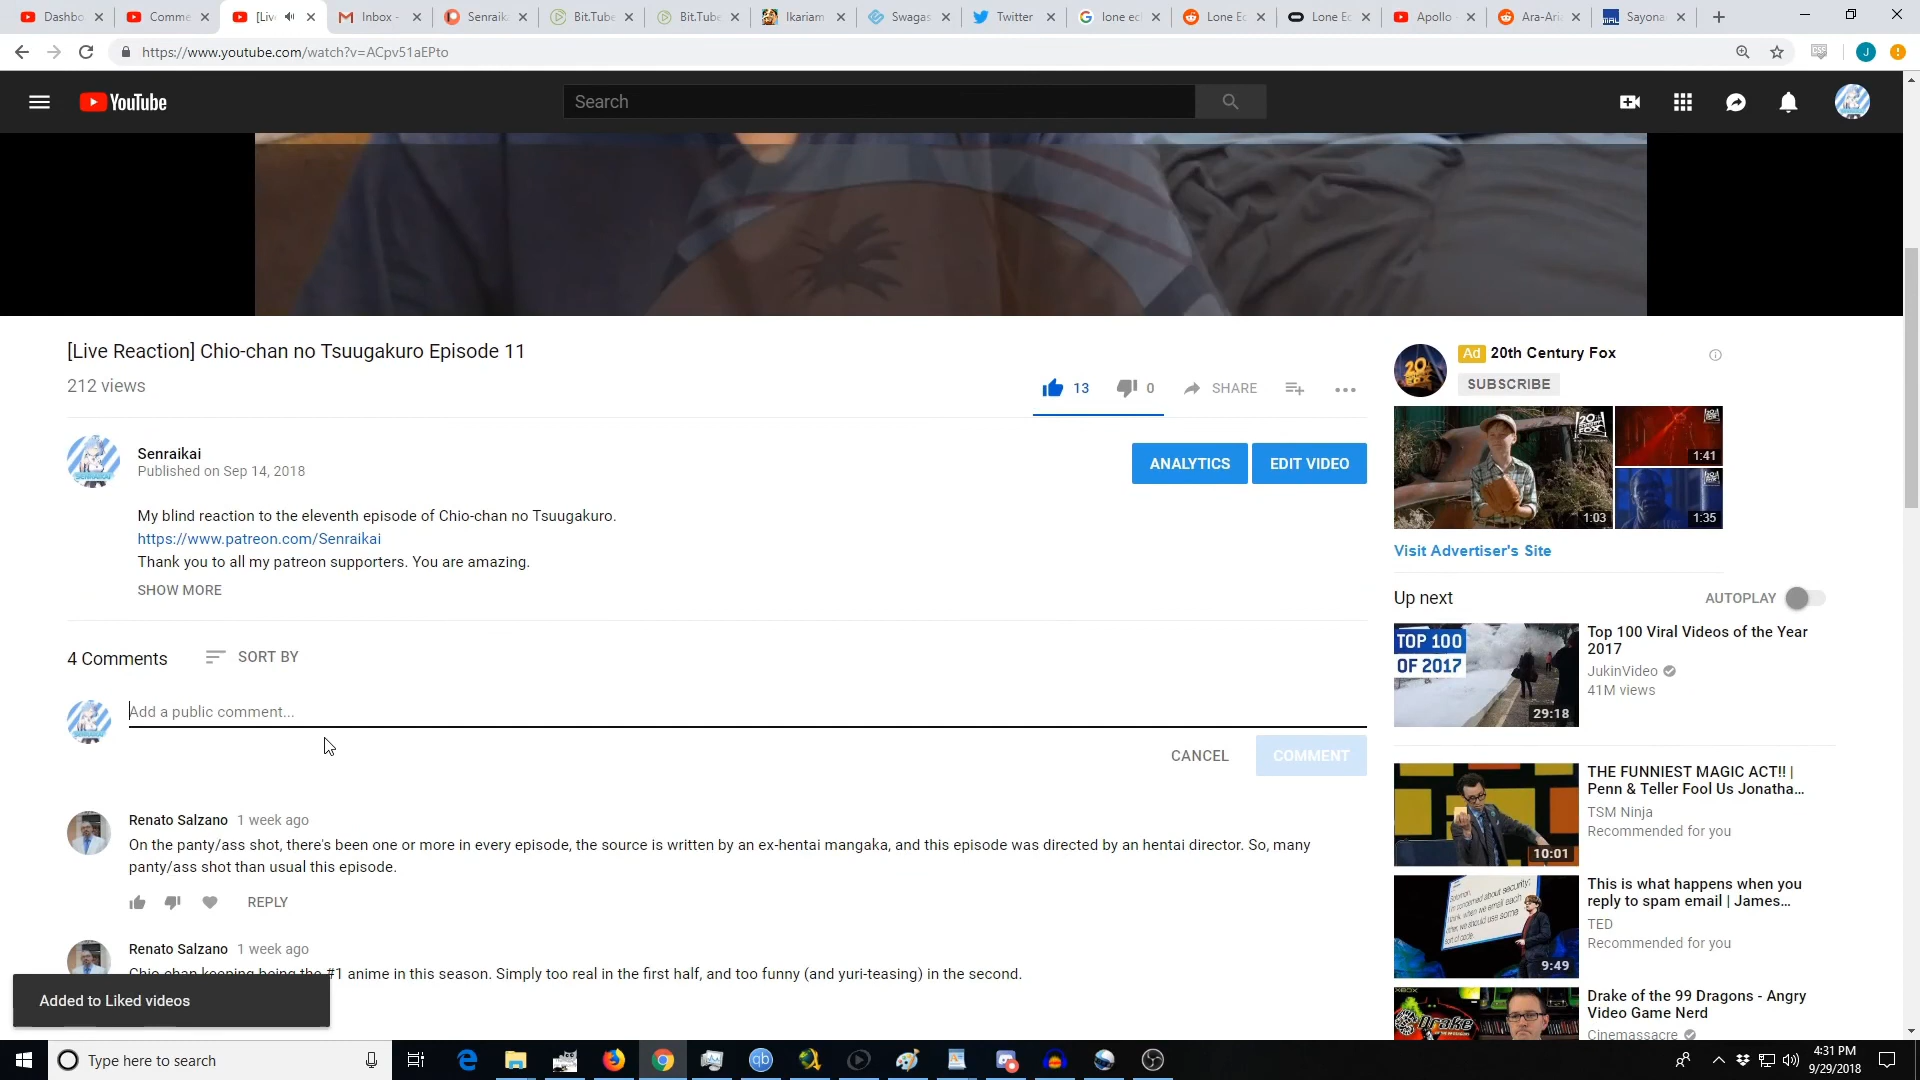 Dashbo
Comme
[Liv
Inbox -
Senraik
Bit.Tube
Bit.Tube
Ikariam
Swagas
Twitter
lone ec
Lone Ec
Lone Ec
Apollo -
Ara-Ari
MAL
Sayona
https://www.youtube.com/watch?v=ACpv51aEPto
J
YouTube
Search
[Live Reaction] Chio-chan no Tsuugakuro Episode 11
212 views
13
0
SHARE
Senraikai
Published on Sep 14, 2018
ANALYTICS
EDIT VIDEO
My blind reaction to the eleventh episode of Chio-chan no Tsuugakuro.
https://www.patreon.com/Senraikai
Thank you to all my patreon supporters. You are amazing.
SHOW MORE
4 Comments
SORT BY
Add a public comment...
CANCEL
COMMENT
Renato Salzano 1 week ago
On the panty/ass shot, there's been one or more in every episode, the source is written by an ex-hentai mangaka, and this episode was directed by an hentai director. So, many
panty/ass shot than usual this episode.
REPLY
Renato Salzano 1 week ago
Chio-chan keeping being the #1 anime in this season. Simply too real in the first half, and too funny (and yuri-teasing) in the second.
Added to Liked videos
Ad 20th Century Fox
SUBSCRIBE
1:03
1:41
1:35
Visit Advertiser's Site
Up next
AUTOPLAY
TOP 100
OF 2017
29:18
Top 100 Viral Videos of the Year
2017
JukinVideo
41M views
10:01
THE FUNNIEST MAGIC ACT!! |
Penn & Teller Fool Us Jonatha...
TSM Ninja
Recommended for you
9:49
This is what happens when you
reply to spam email | James...
TED
Recommended for you
Drake of the 99 Dragons - Angry
Video Game Nerd
Cinemassacre
Type here to search
qb
4:31 PM
9/29/2018